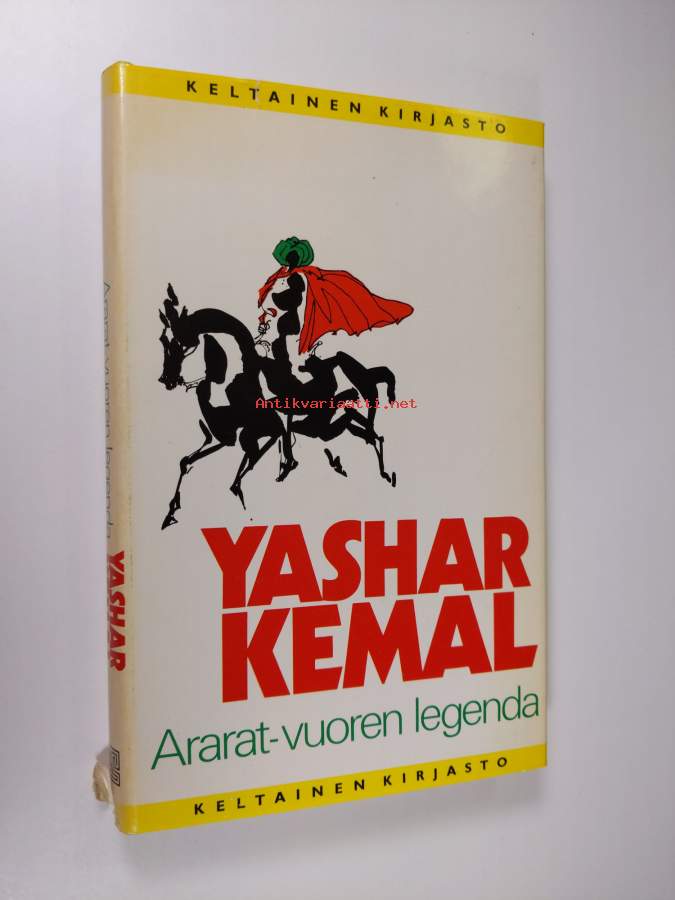 KELTAINEN KIRJASTO
Antikvariaatti.net
YASHAR
KEMAL
Ararat-vuoren legenda
KELTAINEN KIRJASTO
Ararat-vuoren legenda
YASHAR